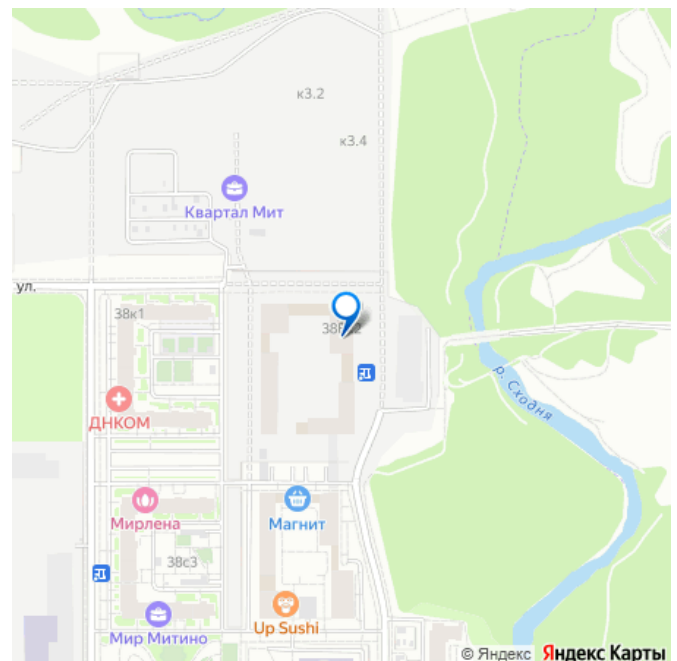 к3.2
к3.4
Квартал Мит
ул.
38к1
р. Сходня
ДНКОМ
Мирлена
Магнит
38с3
Up Sushi
Мир Митино
© Яндекс Яндекс Карты